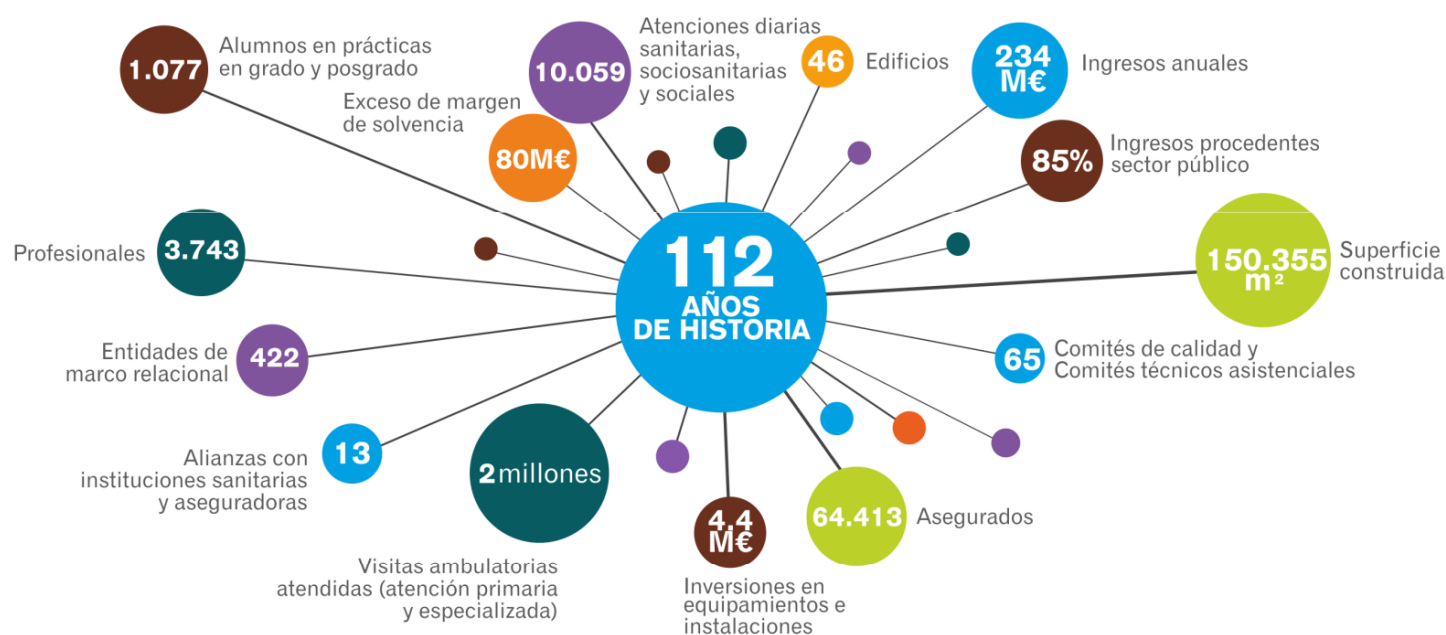 1.077
Alumnos en prácticas
en grado y posgrado
10.059
Atenciones diarias
sanitarias,
sociosanitarias
y sociales
46
Edificios
234
M€
Ingresos anuales
Exceso de margen
de solvencia
80M€
85%
Ingresos procedentes
sector público
Profesionales
3.743
112
AÑOS
DE HISTORIA
150.355
m²
Superficie
construida
Entidades de
marco relacional
422
65
Comités de calidad y
Comités técnicos asistenciales
Alianzas con
instituciones sanitarias
y aseguradoras
13
2 millones
Visitas ambulatorias
atendidas (atención primaria
y especializada)
4.4
M€
Inversiones en
equipamientos e
instalaciones
64.413
Asegurados